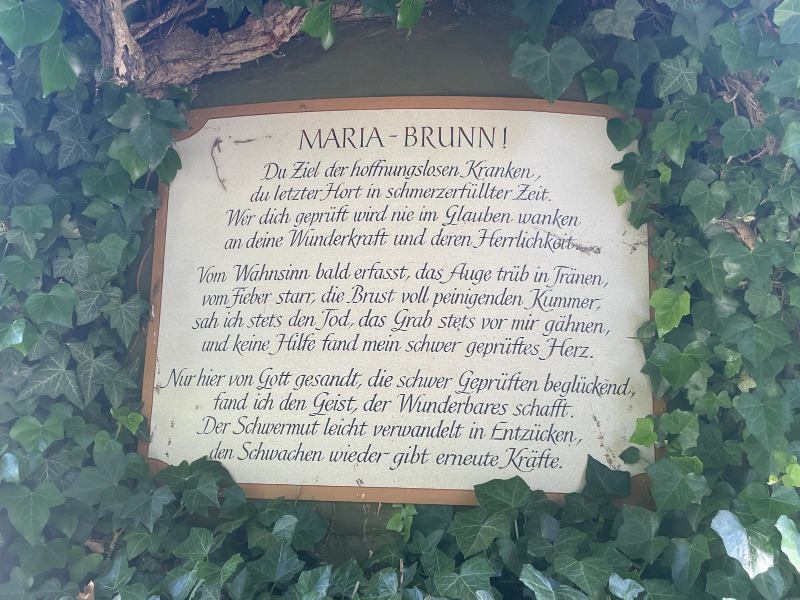 MARIA-BRUNN!
Du Ziel der hoffnungslosen Kranken,
du letzter Hort in schmerzerfüllter Zeit.
Wer dich geprüft wird nie im Glauben wanken
an deine Wunderkraft und deren Herrlichkeit.
Vom Wahnsinn bald erfasst, das Auge trüb in Tränen,
vom Fieber starr, die Brust voll peinigenden Kummer,
sah ich stets den Tod, das Grab stets vor mir gähnen,
und keine Hilfe fand mein schwer geprüftes Herz.
Nur hier von Gott gesandt, die schwer Geprüften beglückend,
fand ich den Geist, der Wunderbares schafft.
Der Schwermut leicht verwandelt in Entzücken,
den Schwachen wieder gibt erneute Kräfte.